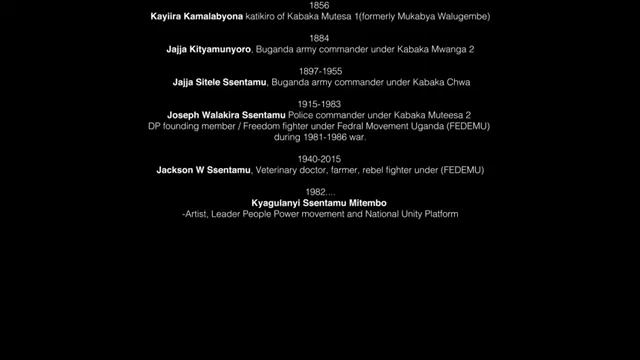 1856
Kayiira Kamalabyona katikiro of Kabaka Mutesa 1(formerly Mukabya Walugembe)
1884
Jajja Kityamunyoro, Buganda army commander under Kabaka Mwanga 2
1897-1955
Jajja Sitele Ssentamu, Buganda army commander under Kabaka Chwa
1915-1983
Joseph Walakira Ssentamu Police commander under Kabaka Muteesa 2
DP founding member / Freedom fighter under Fedral Movement Uganda (FEDEMU)
during 1981-1986 war.
1940-2015
Jackson W Ssentamu, Veterinary doctor, farmer, rebel fighter under (FEDEMU)
1982....
Kyagulanyi Ssentamu Mitembo
-Artist, Leader People Power movement and National Unity Platform